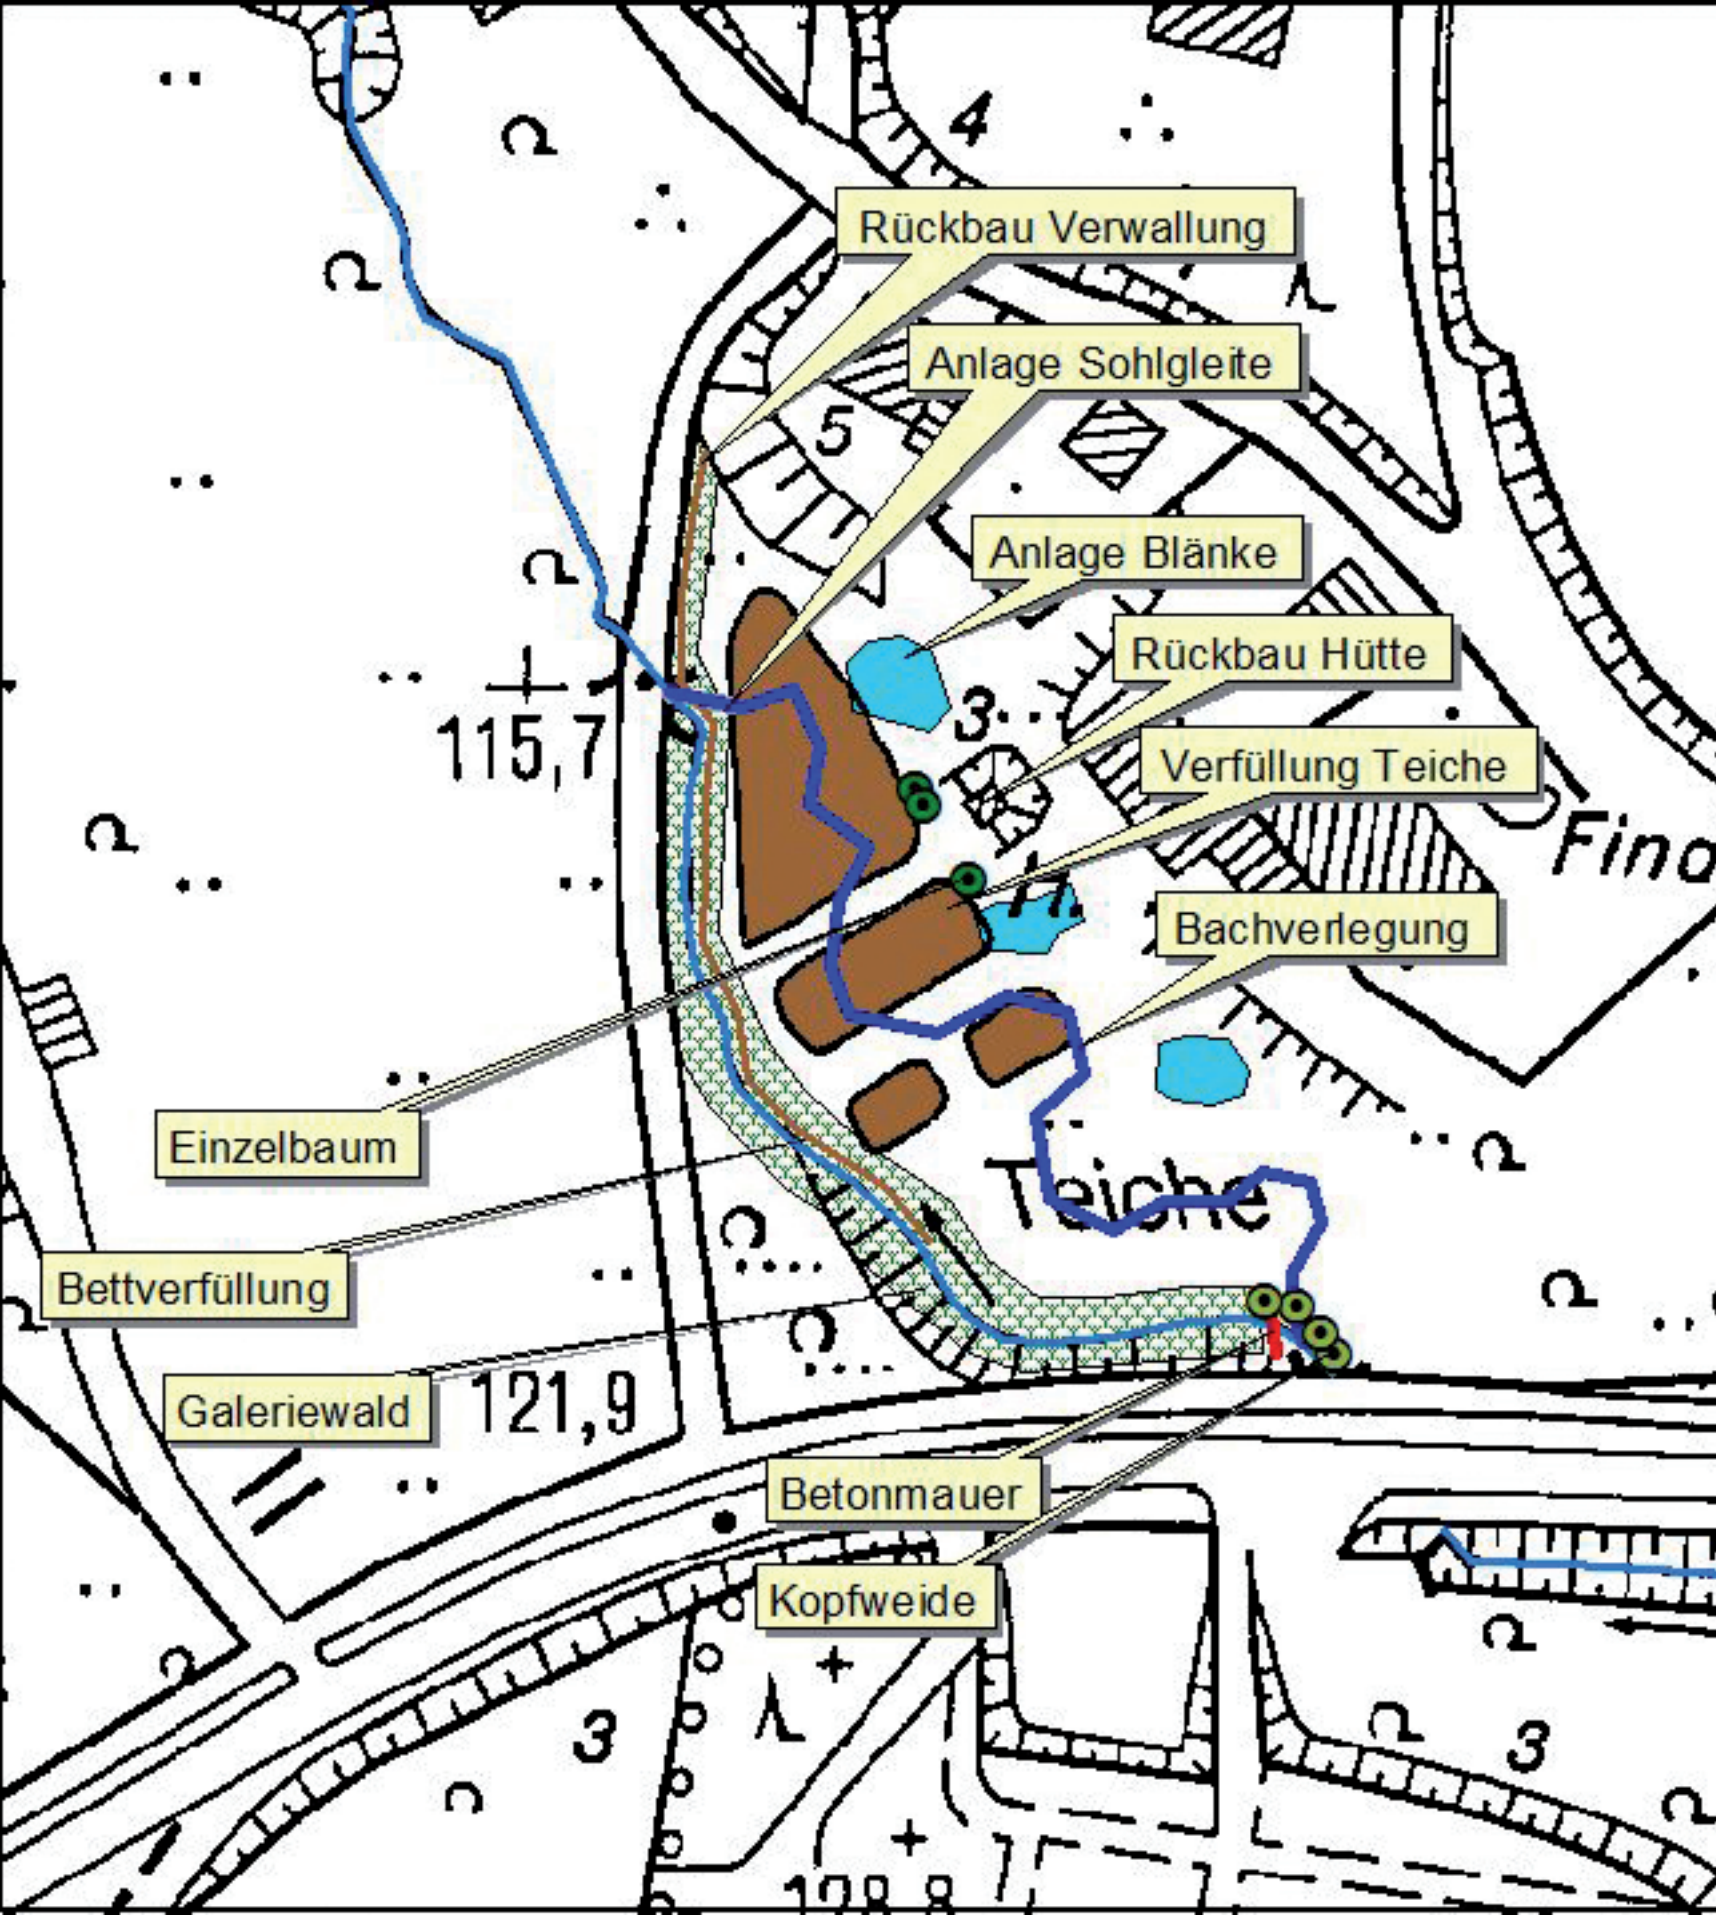 4
Rückbau Verwallung
Anlage Sohlgleite
5
Anlage Blänke
Rückbau Hütte
3
115,7
Verfüllung Teiche
Fina
Bachverlegung
Einzelbaum
Teiche
Bettverfüllung
Galeriewald
121,9
Betonmauer
Kopfweide
3
3